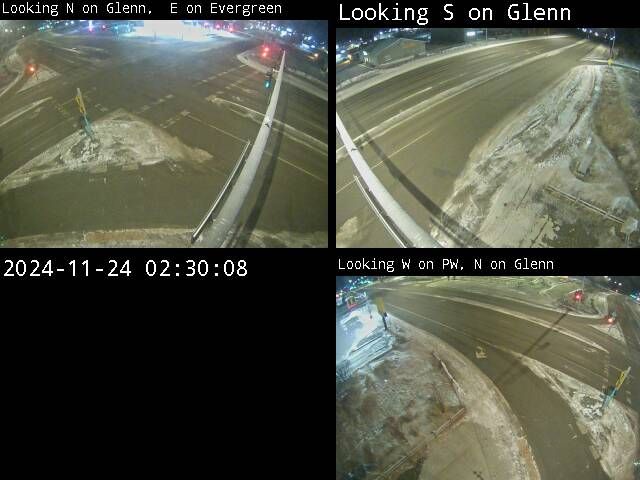 Looking N on Glenn,  E on Evergreen
Looking S on Glenn
2024-11-24 02:30:08
Looking W on PW, N on Glenn